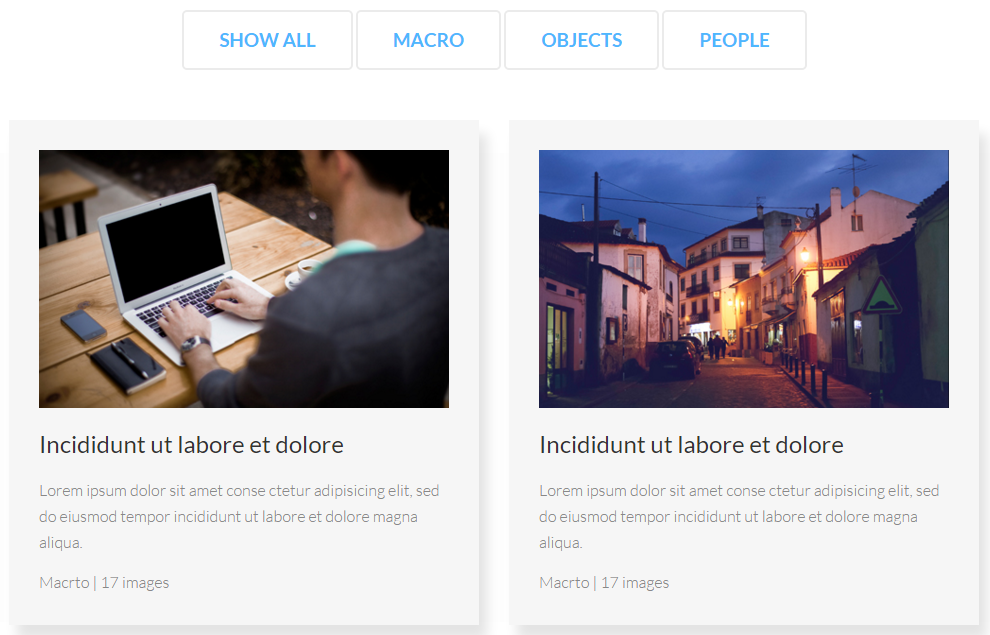 SHOW ALL
MACRO
OBJECTS
PEOPLE
Incididunt ut labore et dolore
Lorem ipsum dolor sit amet conse ctetur adipisicing elit, sed
do eiusmod tempor incididunt ut labore et dolore magna
aliqua.
Macrto | 17 images
Incididunt ut labore et dolore
Lorem ipsum dolor sit amet conse ctetur adipisicing elit, sed
do eiusmod tempor incididunt ut labore et dolore magna
aliqua.
Macrto | 17 images